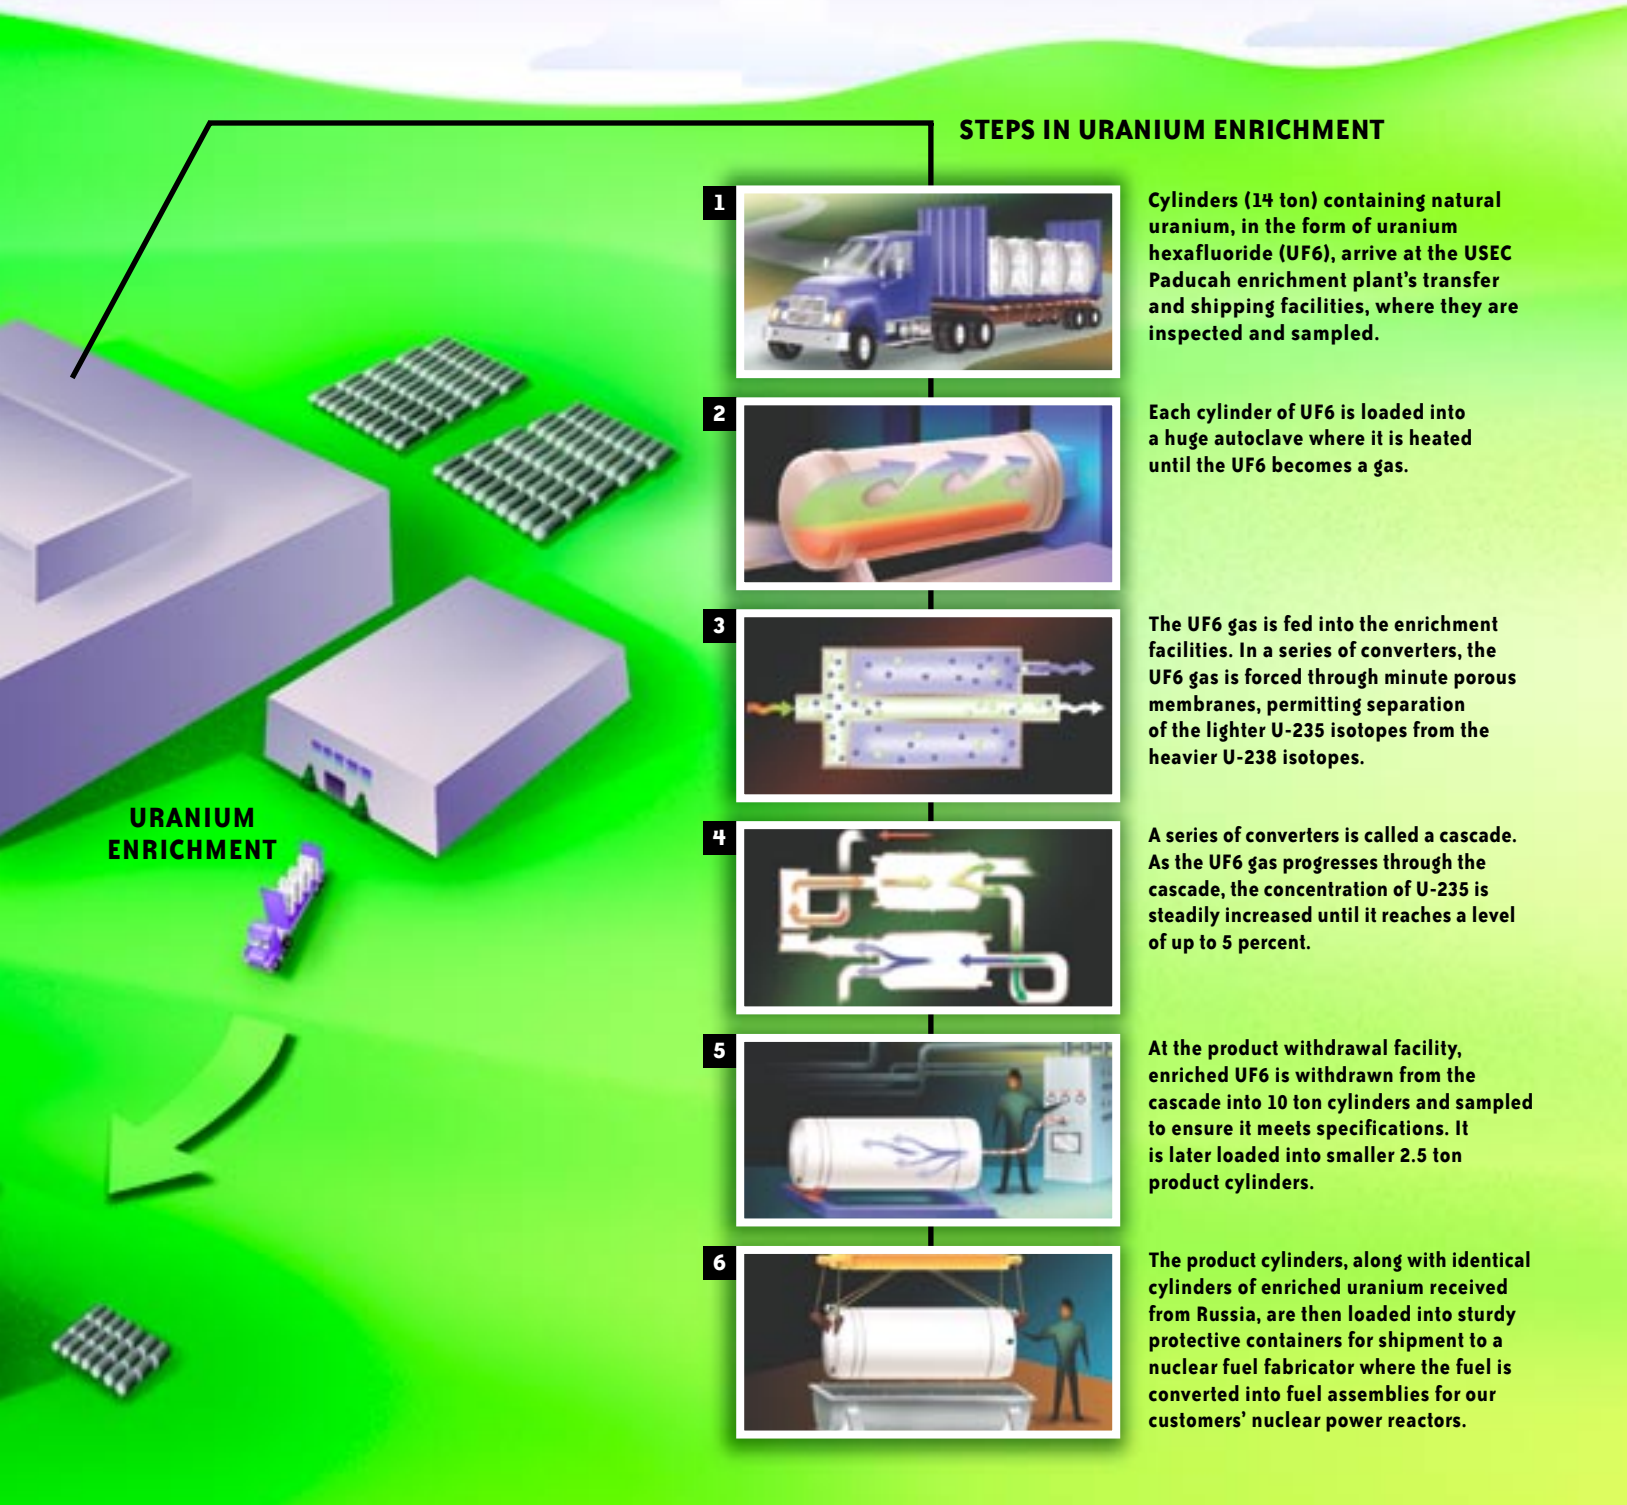 STEPS IN URANIUM ENRICHMENT
1
Cylinders (14 ton) containing natural
uranium, in the form of uranium
hexafluoride (UF6), arrive at the USEC
Paducah enrichment plant's transfer
and shipping facilities, where they are
inspected and sampled.
2
Each cylinder of UF6 is loaded into
a huge autoclave where it is heated
until the UF6 becomes a gas.
3
The UF6 gas is fed into the enrichment
facilities. In a series of converters, the
UF6 gas is forced through minute porous
membranes, permitting separation
of the lighter U-235 isotopes from the
heavier U-238 isotopes.
URANIUM
ENRICHMENT
4
A series of converters is called a cascade.
As the UF6 gas progresses through the
cascade, the concentration of U-235 is
steadily increased until it reaches a level
of up to 5 percent.
5
At the product withdrawal facility,
enriched UF6 is withdrawn from the
cascade into 10 ton cylinders and sampled
to ensure it meets specifications. It
is later loaded into smaller 2.5 ton
product cylinders.
6
The product cylinders, along with identical
cylinders of enriched uranium received
from Russia, are then loaded into sturdy
protective containers for shipment to a
nuclear fuel fabricator where the fuel is
converted into fuel assemblies for our
customers' nuclear power reactors.